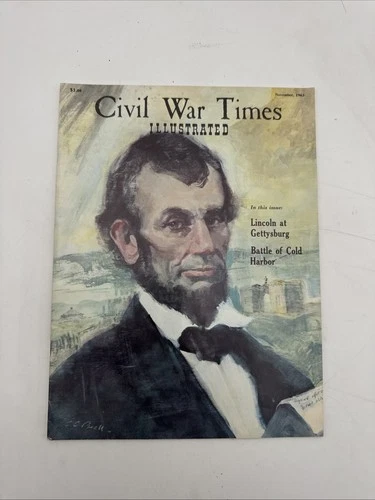 $1.00
November, 1963
Civil War Times
ILLUSTRATED
In this issue:
Lincoln at
Gettysburg
Battle of Cold
Harbor